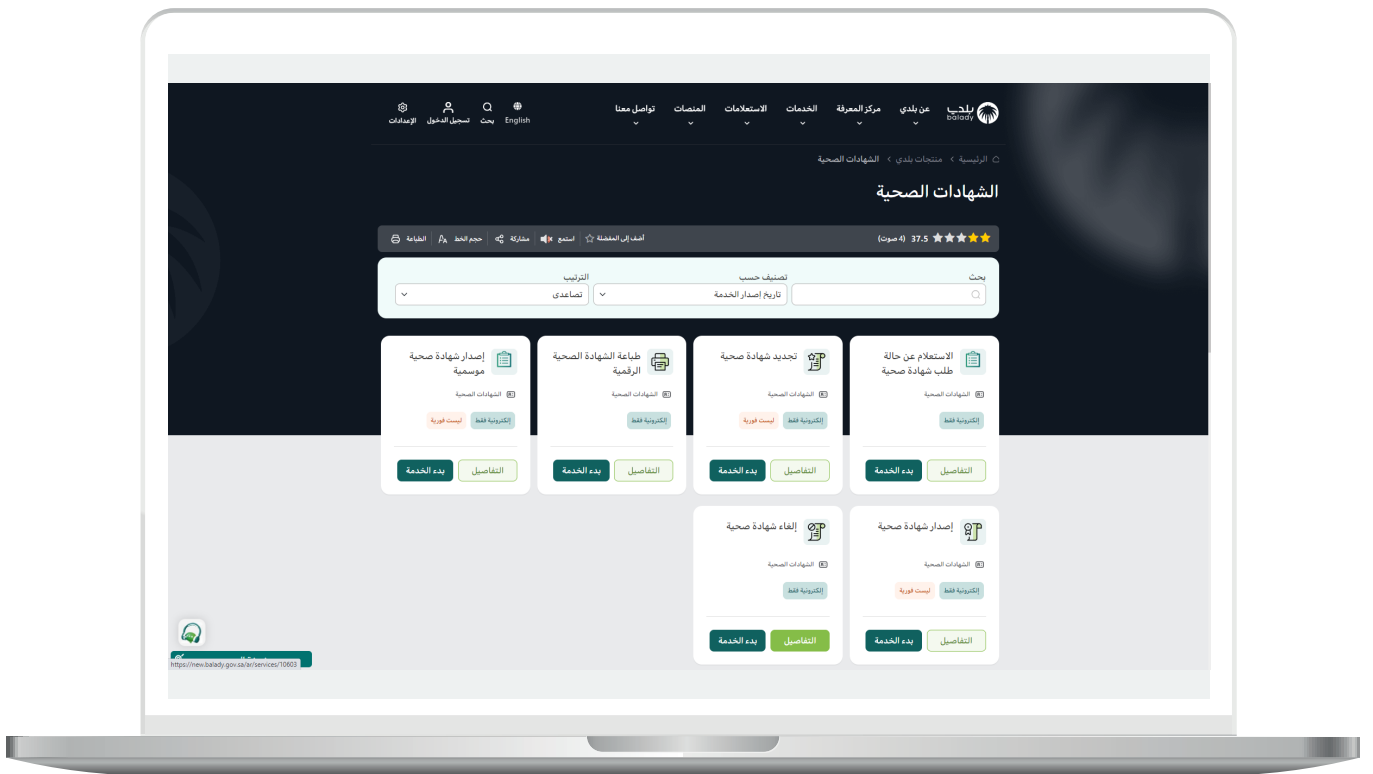 بلدي
balady
عن بلدي
مركز المعرفة
الخدمات
الاستعلامات
المنصات
تواصل معنا
English
بحث
تسجيل الدخول
الإعدادات
الرئيسية > منتجات بلدي > الشهادات الصحية
الشهادات الصحية
37.5 (4 صوت)
أضف إلى المفضلة
استمع
مشاركة
حجم الخط
الطباعة
بحث
تصنيف حسب
الترتيب
تاريخ إصدار الخدمة
تصاعدي
الاستعلام عن حالة
طلب شهادة صحية
الشهادات الصحية
إلكترونية فقط
التفاصيل
بدء الخدمة
تجديد شهادة صحية
الشهادات الصحية
إلكترونية فقط
ليست فورية
التفاصيل
بدء الخدمة
طباعة الشهادة الصحية
الرقمية
الشهادات الصحية
إلكترونية فقط
التفاصيل
بدء الخدمة
إصدار شهادة صحية
موسمية
الشهادات الصحية
إلكترونية فقط
ليست فورية
التفاصيل
بدء الخدمة
إصدار شهادة صحية
الشهادات الصحية
إلكترونية فقط
ليست فورية
التفاصيل
بدء الخدمة
إلغاء شهادة صحية
الشهادات الصحية
إلكترونية فقط
التفاصيل
بدء الخدمة
https://new.balady.gov.sa/ar/services/10603